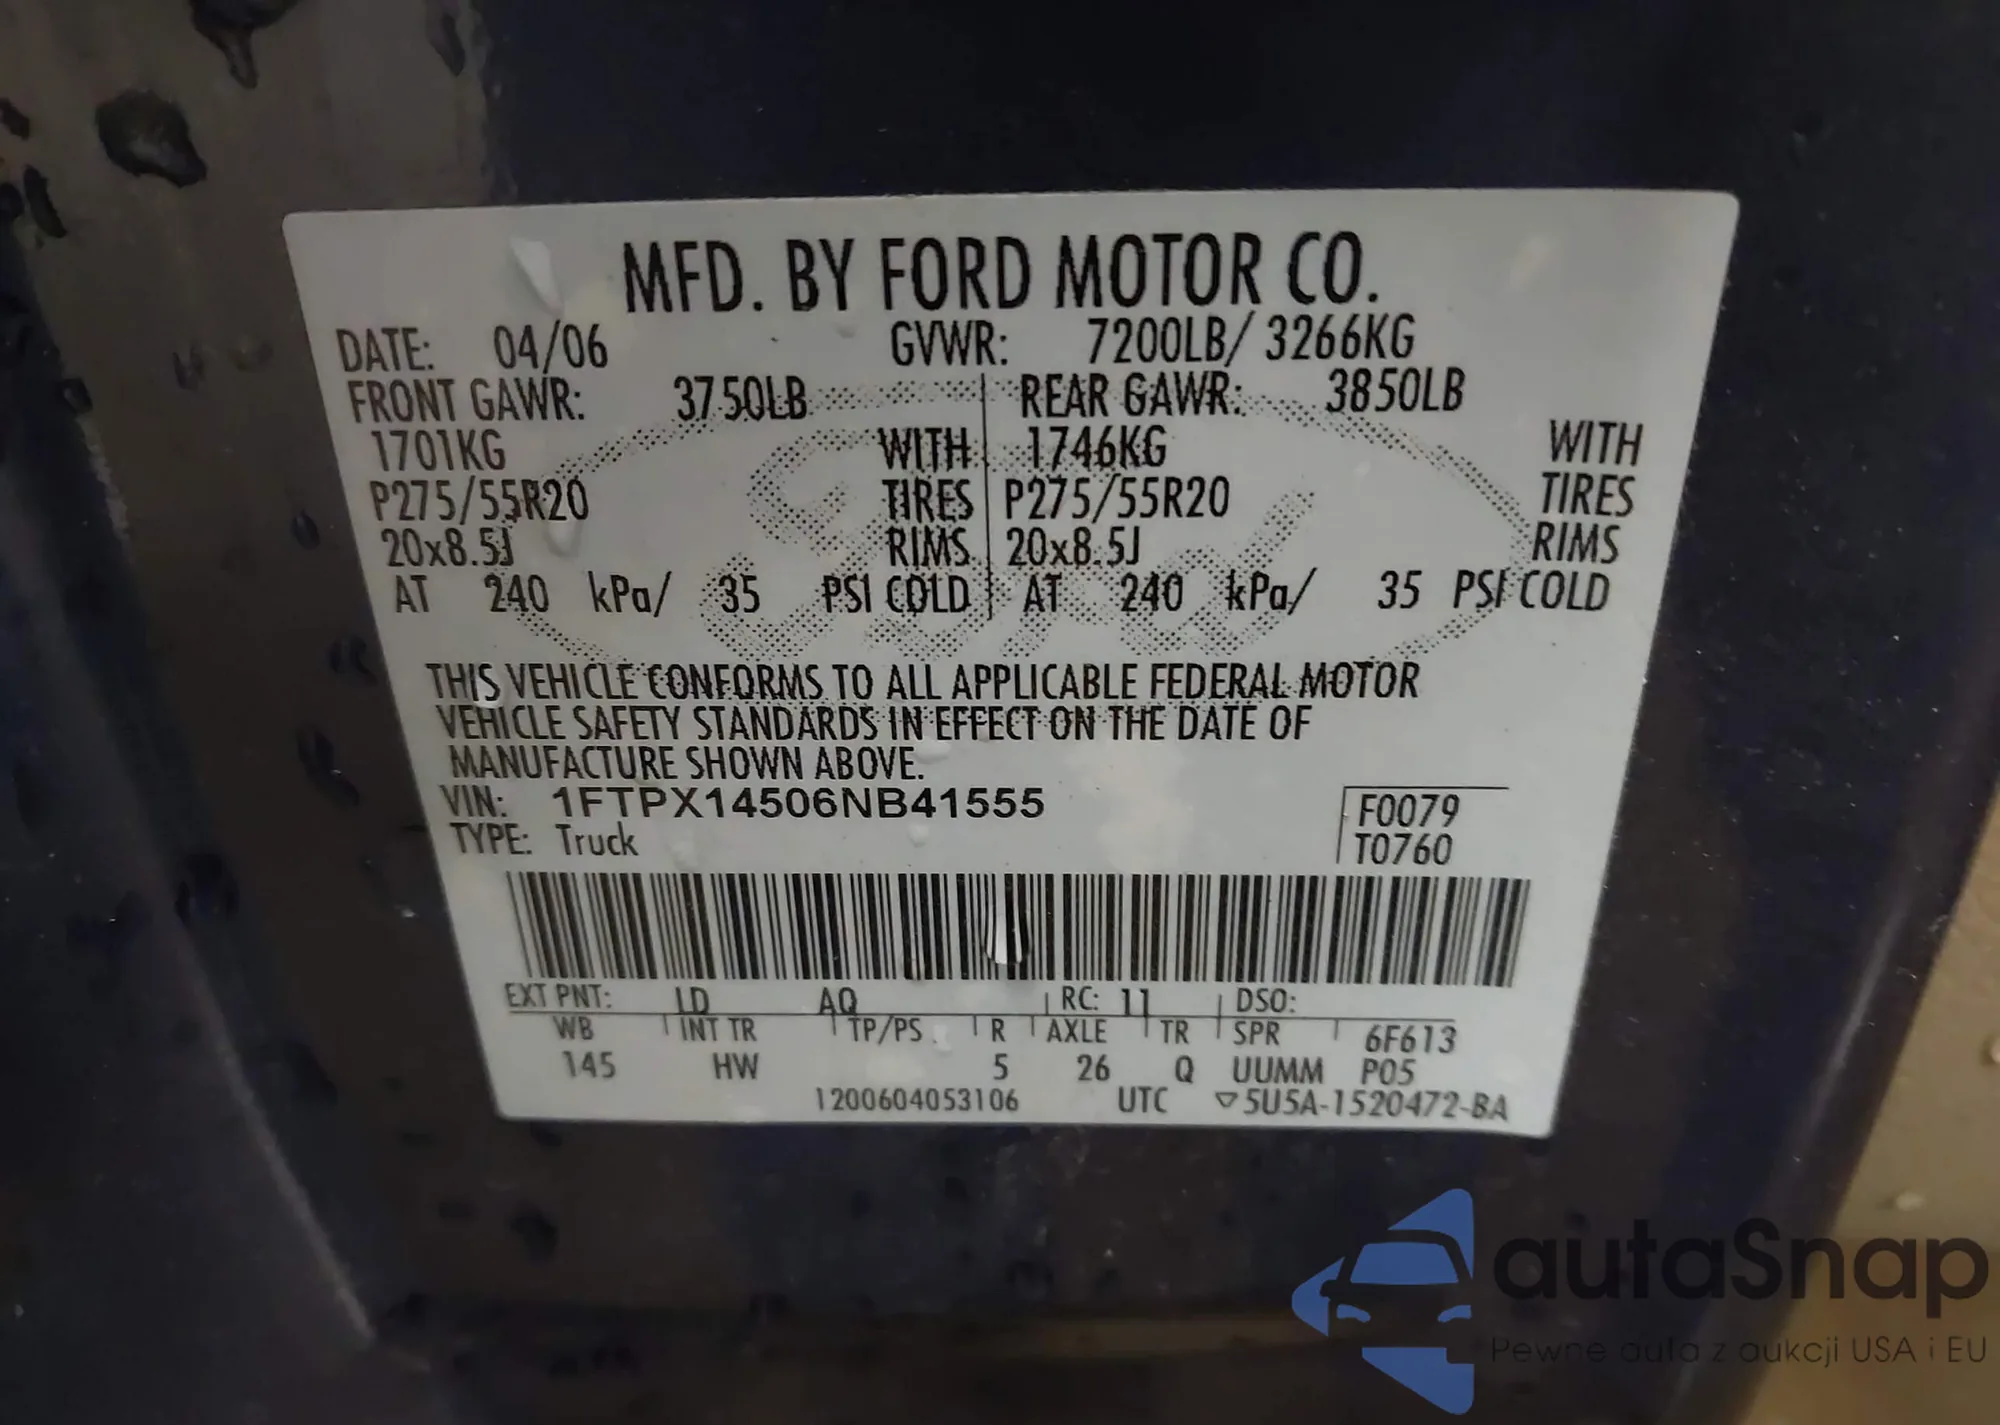 MFD. BY FORD MOTOR CO.
DATE: 04/06 GVWR: 7200LB/ 3266KG
FRONT GAWR: 3750LB REAR GAWR: 3850LB
1701KG WITH 1746KG WITH
P275/55R20 TIRES P275/55R20 TIRES
20x8.5J RIMS 20x8.5J RIMS
AT 240 kPa/ 35 PSI COLD AT 240 kPa/ 35 PSI COLD
THIS VEHICLE CONFORMS TO ALL APPLICABLE FEDERAL MOTOR
VEHICLE SAFETY STANDARDS IN EFFECT ON THE DATE OF
MANUFACTURE SHOWN ABOVE.
VIN: 1FTPX14506NB41555 F0079
TYPE: Truck T0760
EXT PNT: LD AQ RC: 11 DSO:
WB INT TR TP/PS R AXLE TR SPR 6F613
145 HW 5 26 Q UUMM P05
1200604053106 UTC ▽5U5A-1520472-BA
Ford
autaSnap
Pewne auta z aukcji USA i EU